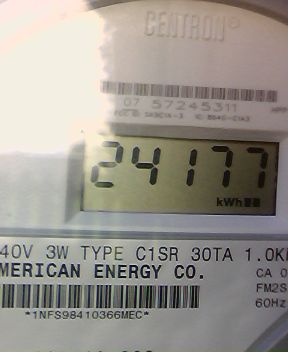 CENTRON®
07 57245311
24177
kWh
40V 3W TYPE C1SR 30TA 1.0K
MERICAN ENERGY CO.
CA 0
FM2S
60Hz
*1NFS98410366MEC*